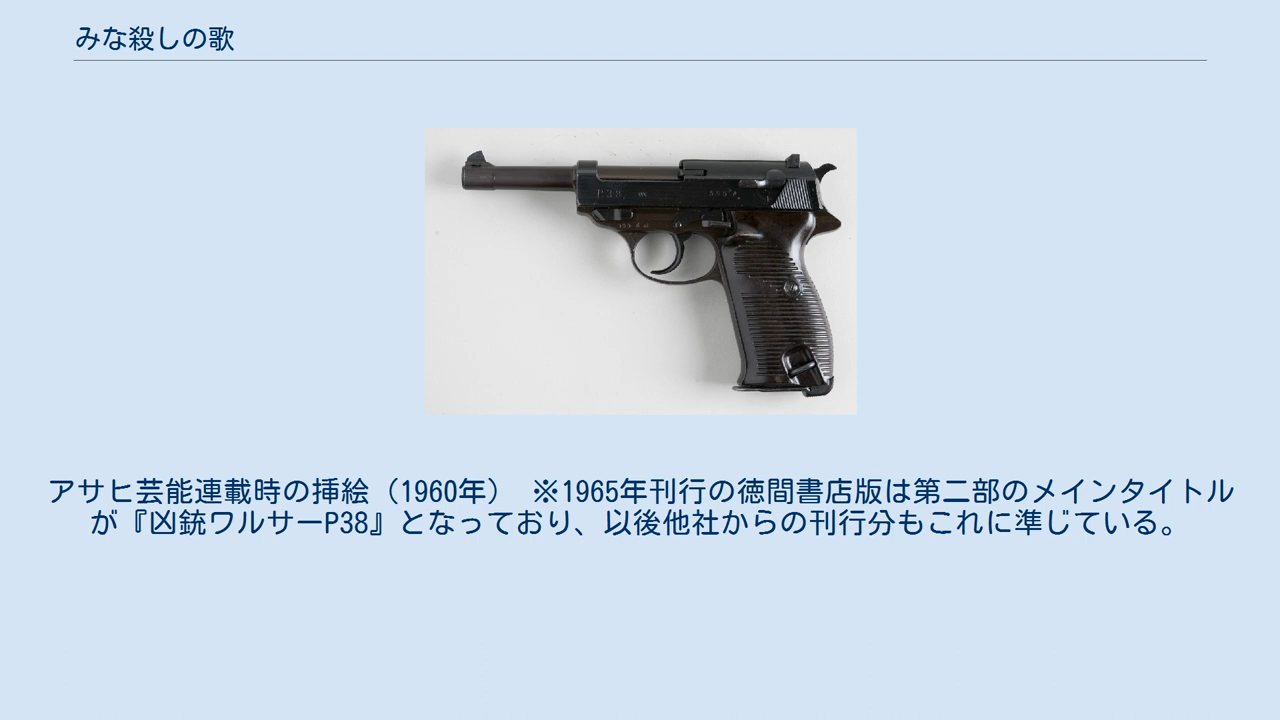 みな殺しの歌
P38
アサヒ芸能連載時の挿絵（1960年）　※1965年刊行の徳間書店版は第二部のメインタイトル
が『凶銃ワルサーP38』となっており、以後他社からの刊行分もこれに準じている。